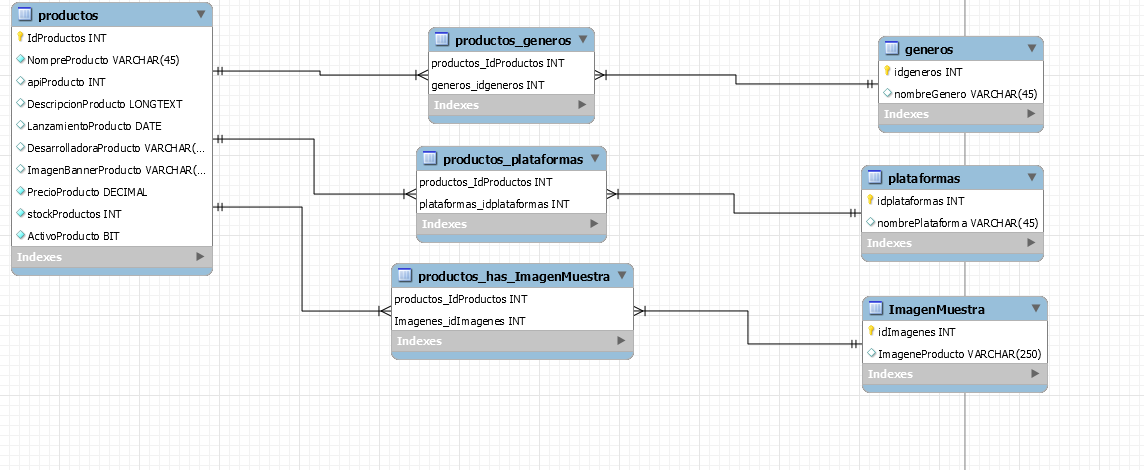 productos
IdProductos INT
NompreProducto VARCHAR(45)
apiProducto INT
DescripcionProducto LONGTEXT
LanzamientoProducto DATE
DesarrolladoraProducto VARCHAR(...
ImagenBannerProducto VARCHAR(...
PrecioProducto DECIMAL
stockProductos INT
ActivoProducto BIT
Indexes
productos_generos
productos_IdProductos INT
generos_idgeneros INT
Indexes
productos_plataformas
productos_IdProductos INT
plataformas_idplataformas INT
Indexes
productos_has_ImagenMuestra
productos_IdProductos INT
Imagenes_idImagenes INT
Indexes
generos
idgeneros INT
nombreGenero VARCHAR(45)
Indexes
plataformas
idplataformas INT
nombrePlataforma VARCHAR(45)
Indexes
ImagenMuestra
idImagenes INT
ImageneProducto VARCHAR(250)
Indexes